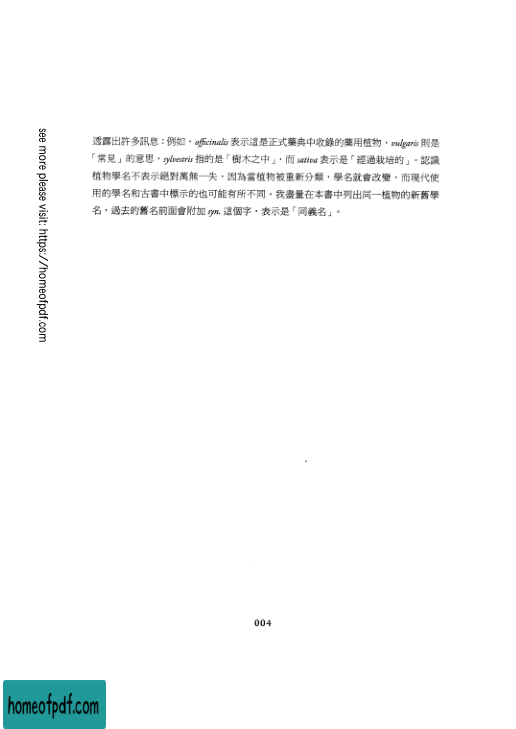 透露出許多訊息：例如，officinalis 表示這是正式藥典中收錄的藥用植物，vulgaris 則是
「常見」的意思，sylvestris 指的是「樹木之中」，而 sativa 表示是「經過栽培的」。認識
植物學名不表示絕對萬無一失，因為當植物被重新分類，學名就會改變，而現代使
用的學名和古書中標示的也可能有所不同，我盡量在本書中列出同一植物的新舊學
名，過去的舊名前面會附加 syn. 這個字，表示是「同義名」。
see more please visit: https://homeofpdf.com
004
homeofpdf.com